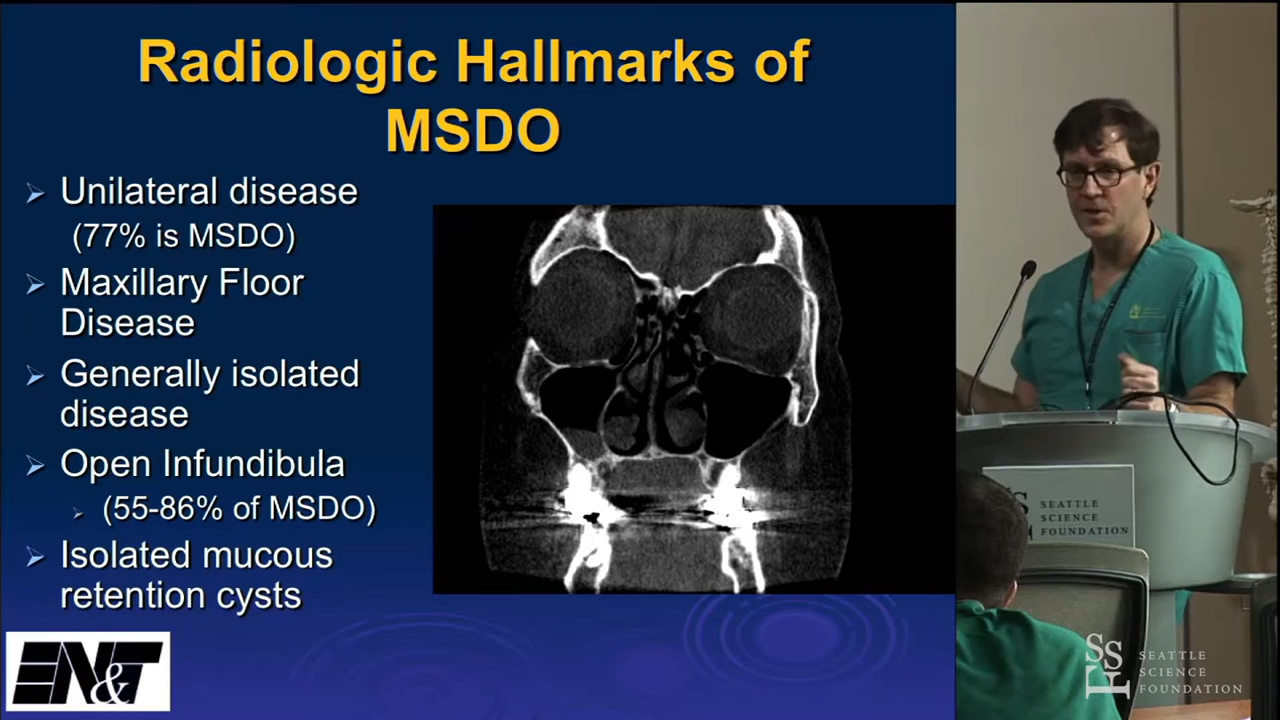 Radiologic Hallmarks of
MSDO
Unilateral disease
(77% is MSDO)
Maxillary Floor
Disease
Generally isolated
disease
Open Infundibula
(55-86% of MSDO)
Isolated mucous
retention cysts
EN&T
SEATTLE
SCIENCE
FOUNDATION
SSF
SEATTLE
SCIENCE
FOUNDATION